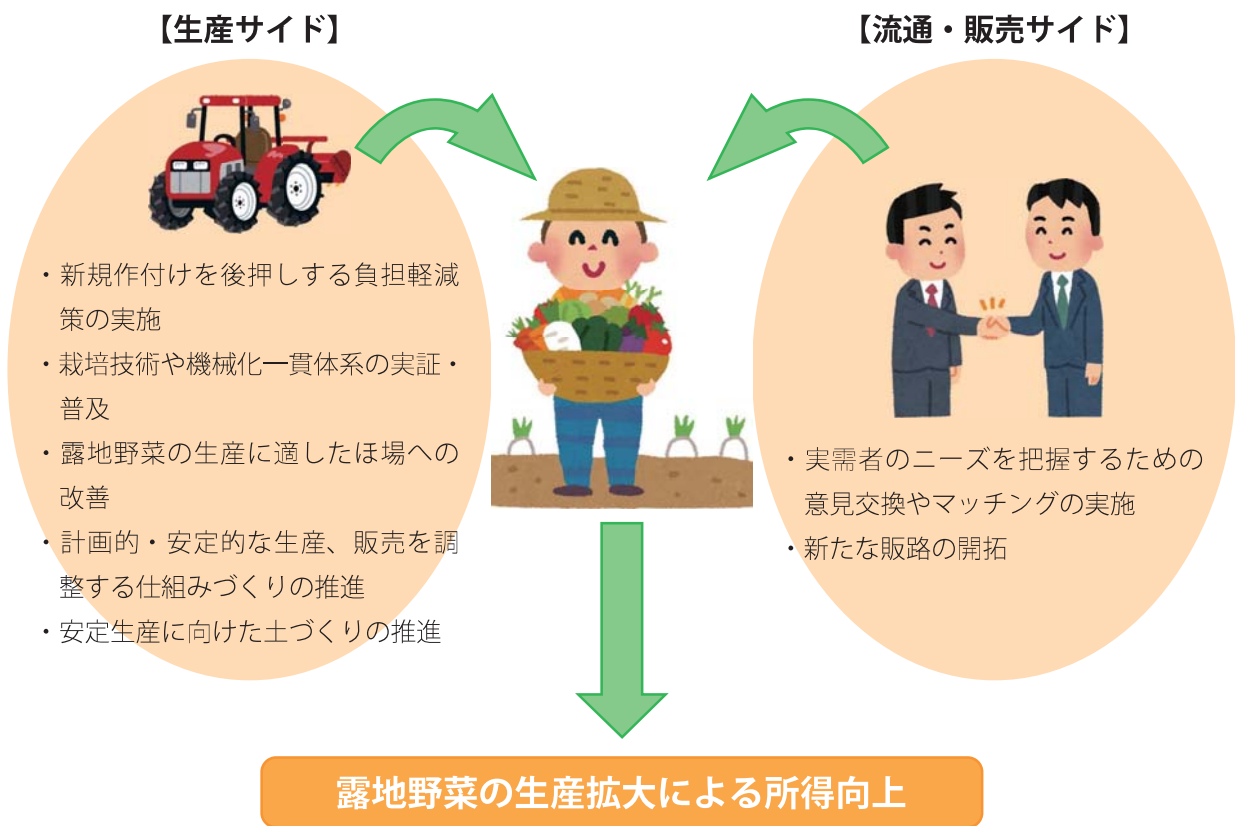 【生産サイド】
・新規作付けを後押しする負担軽減
策の実施
・栽培技術や機械化一貫体系の実証・
普及
・露地野菜の生産に適したほ場への
改善
・計画的・安定的な生産、販売を調
整する仕組みづくりの推進
・安定生産に向けた土づくりの推進
【流通・販売サイド】
・実需者のニーズを把握するための
意見交換やマッチングの実施
・新たな販路の開拓
露地野菜の生産拡大による所得向上